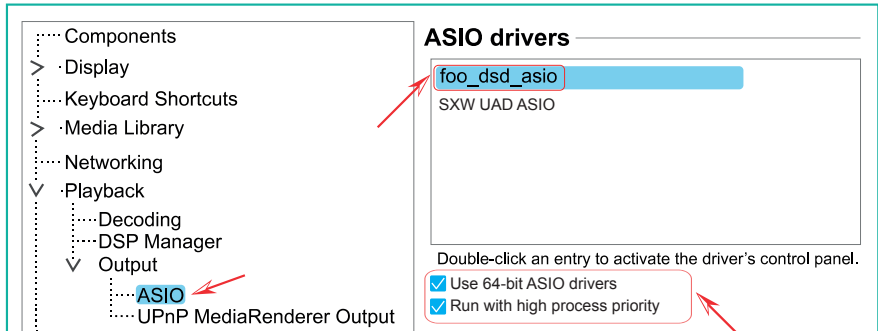 Components
Display
Keyboard Shortcuts
Media Library
Networking
Playback
Decoding
DSP Manager
Output
ASIO
UPnP MediaRenderer Output
ASIO drivers
foo_dsd_asio
SXW UAD ASIO
Double-click an entry to activate the driver's control panel.
Use 64-bit ASIO drivers
Run with high process priority